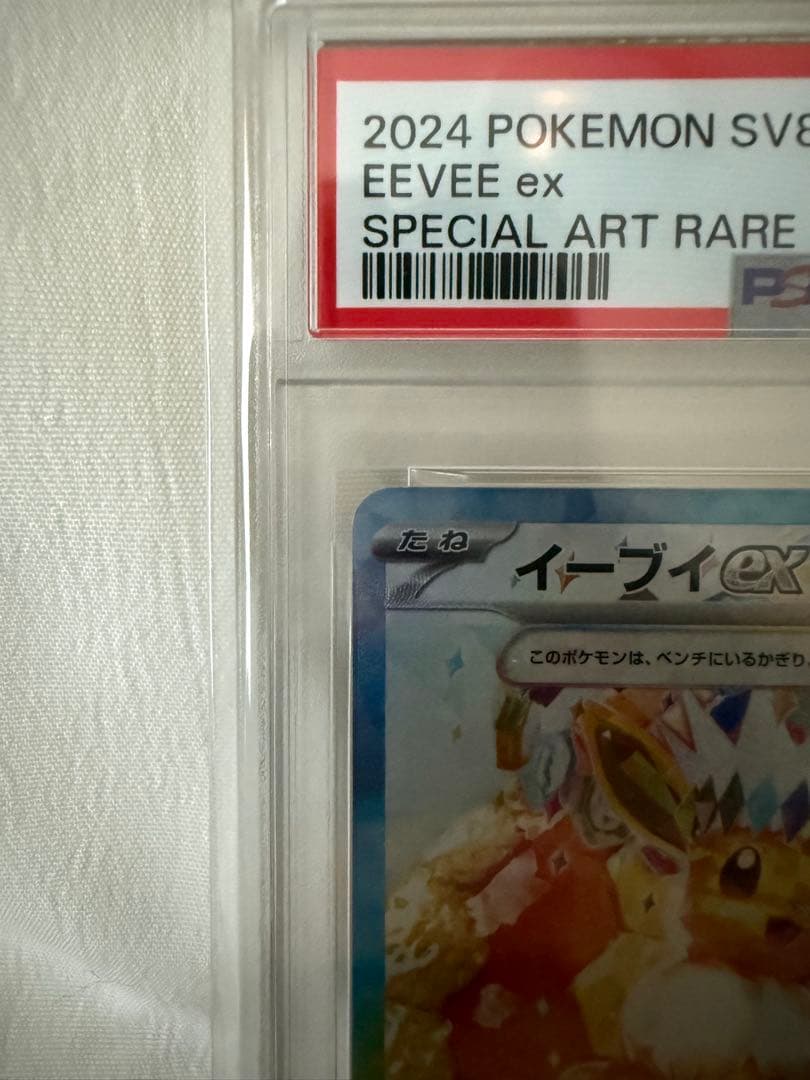 2024 POKEMON SV8
EEVEE ex
SPECIAL ART RARE
PS
たね
イーブイex
このポケモンは、ベンチにいるかぎり、